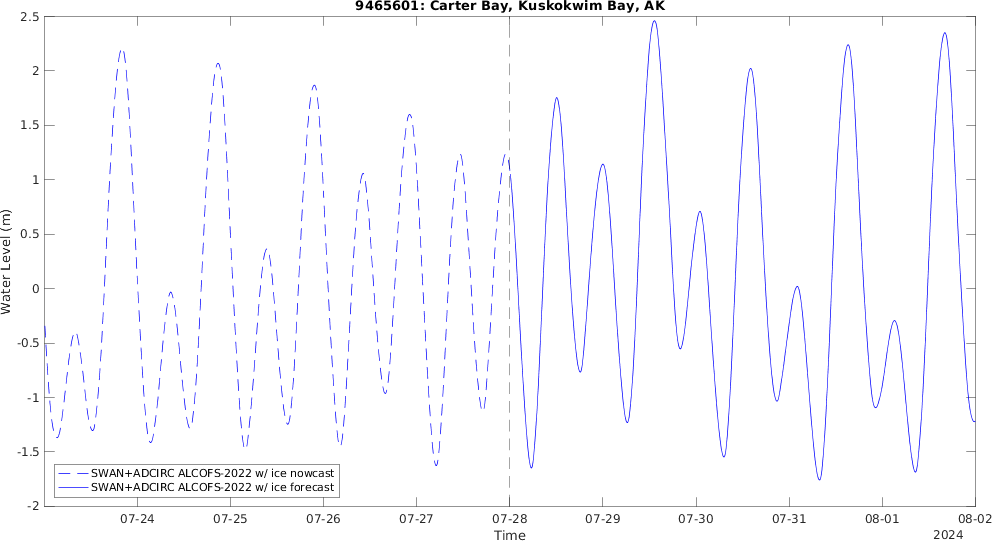 9465601: Carter Bay, Kuskokwim Bay, AK
2.5
2
1.5
1
0.5
0
-0.5
-1
-1.5
-2
Water Level (m)
SWAN+ADCIRC ALCOFS-2022 w/ ice nowcast
SWAN+ADCIRC ALCOFS-2022 w/ ice forecast
07-24 07-25 07-26 07-27 07-28 07-29 07-30 07-31 08-01 08-02
Time
2024